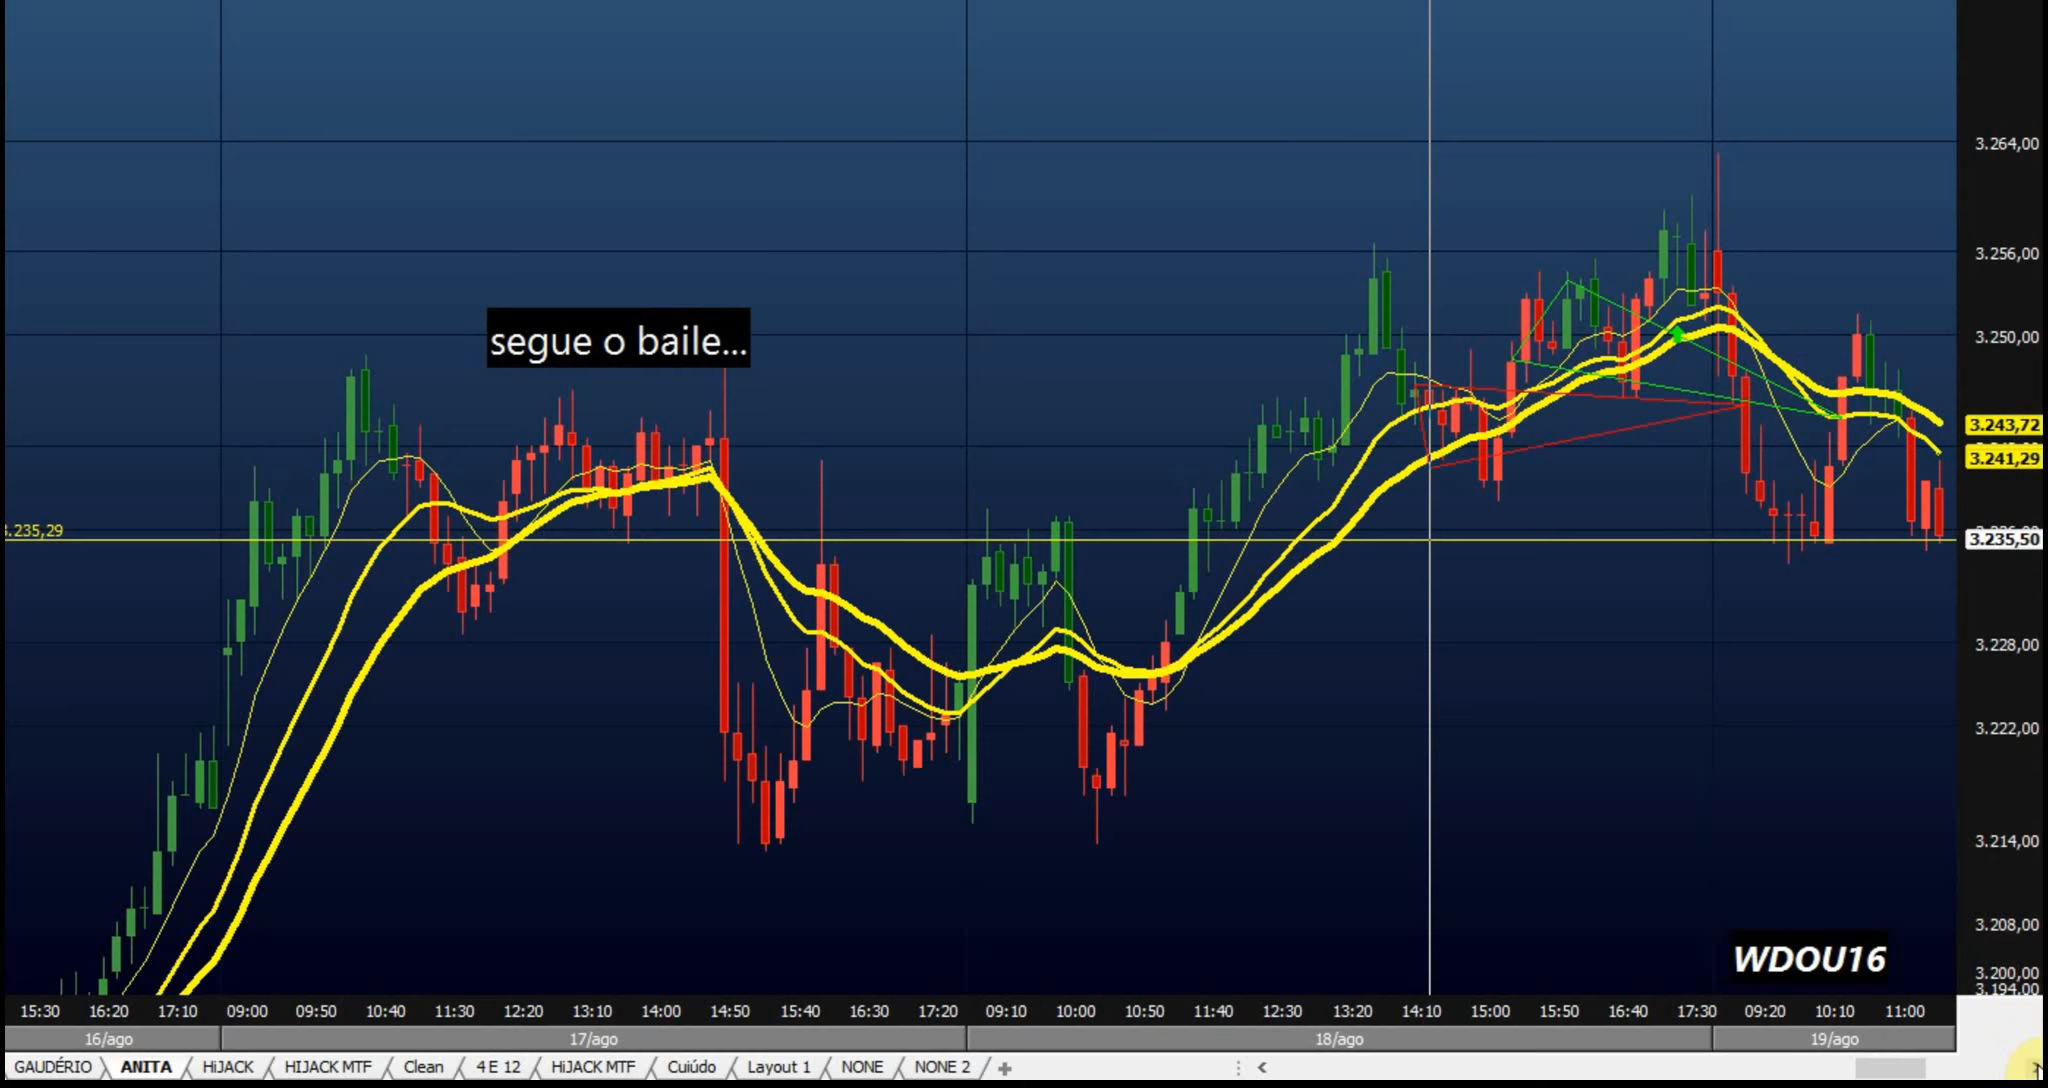 segue o baile...
3.264,00
3.256,00
3.250,00
3.243,72
3.241,29
.235,29
3.235,50
3.228,00
3.222,00
3.214,00
3.208,00
3.200,00
3.194,00
WDOU16
15:30 16:20 17:10 09:00 09:50 10:40 11:30 12:20 13:10 14:00 14:50 15:40 16:30 17:20 09:10 10:00 10:50 11:40 12:30 13:20 14:10 15:00 15:50 16:40 17:30 09:20 10:10 11:00
16/ago 17/ago 18/ago 19/ago
GAUDÉRIO ANITA HiJACK HIJACK MTF Clean 4 E 12 HiJACK MTF Cuiúdo Layout 1 NONE NONE 2